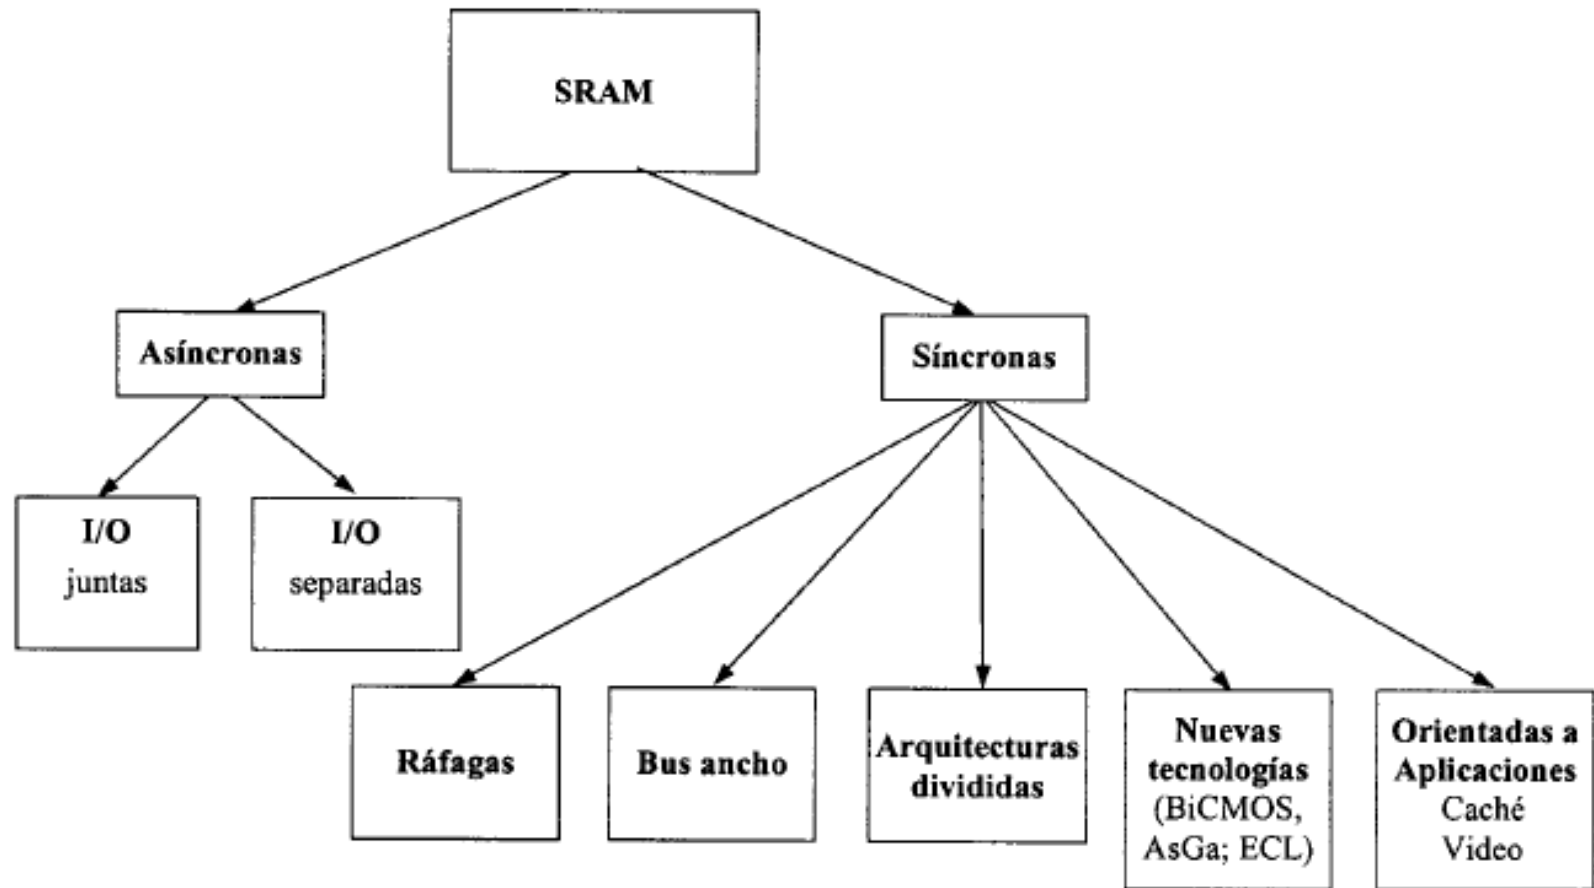 SRAM
Asíncronas
Síncronas
I/O
juntas
I/O
separadas
Ráfagas
Bus ancho
Arquitecturas
divididas
Nuevas
tecnologías
(BiCMOS,
AsGa; ECL)
Orientadas a
Aplicaciones
Caché
Video